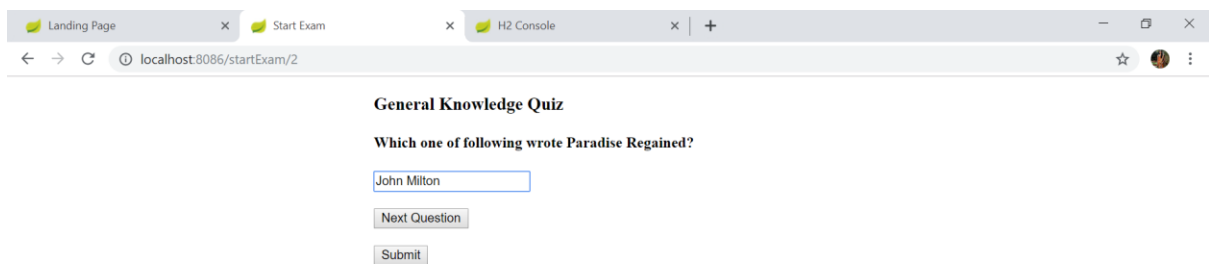 Landing Page
Start Exam
H2 Console
localhost:8086/startExam/2
General Knowledge Quiz
Which one of following wrote Paradise Regained?
John Milton
Next Question
Submit